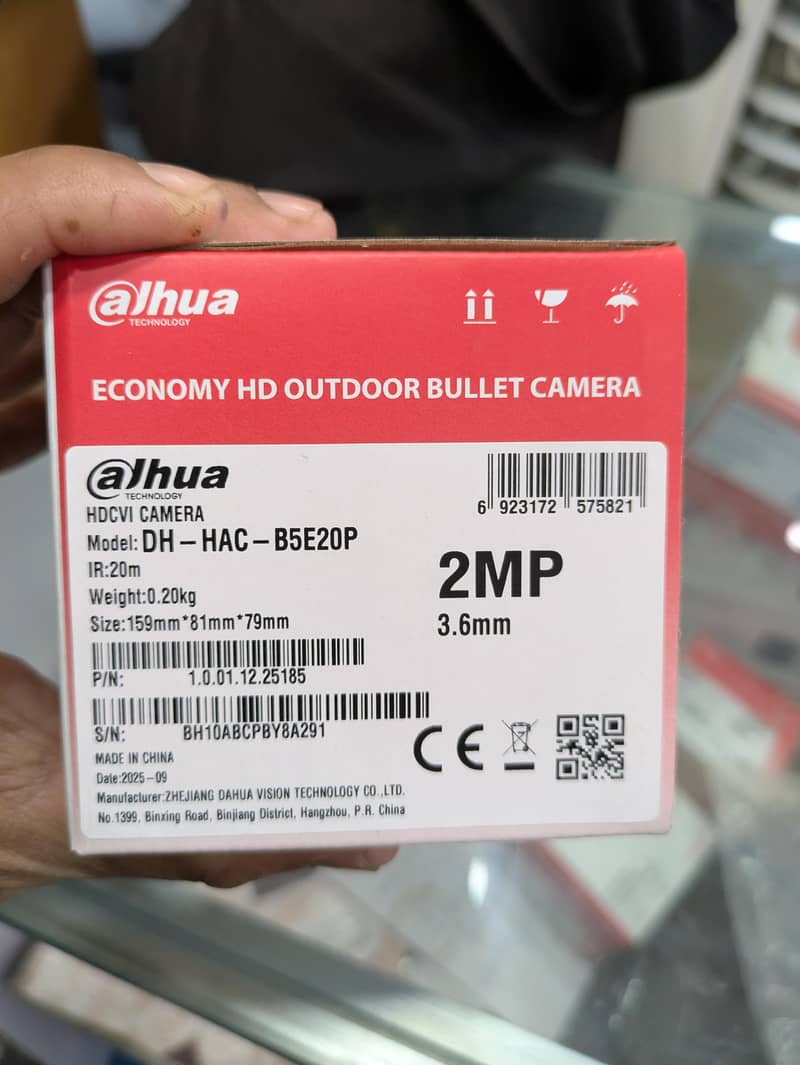 alhua
TECHNOLOGY
ECONOMY HD OUTDOOR BULLET CAMERA
alhua
TECHNOLOGY
HDCVI CAMERA
Model: DH-HAC-B5E20P
IR:20m
Weight:0.20kg
Size:159mm*81mm*79mm
6 923172 575821
2MP
3.6mm
P/N: 1.0.01.12.25185
S/N: BH10ABCPBY8A291
CE
MADE IN CHINA
Date:2025-09
Manufacturer:ZHEJIANG DAHUA VISION TECHNOLOGY CO.,LTD.
No.1399, Binxing Road, Binjiang District, Hangzhou, P.R. China